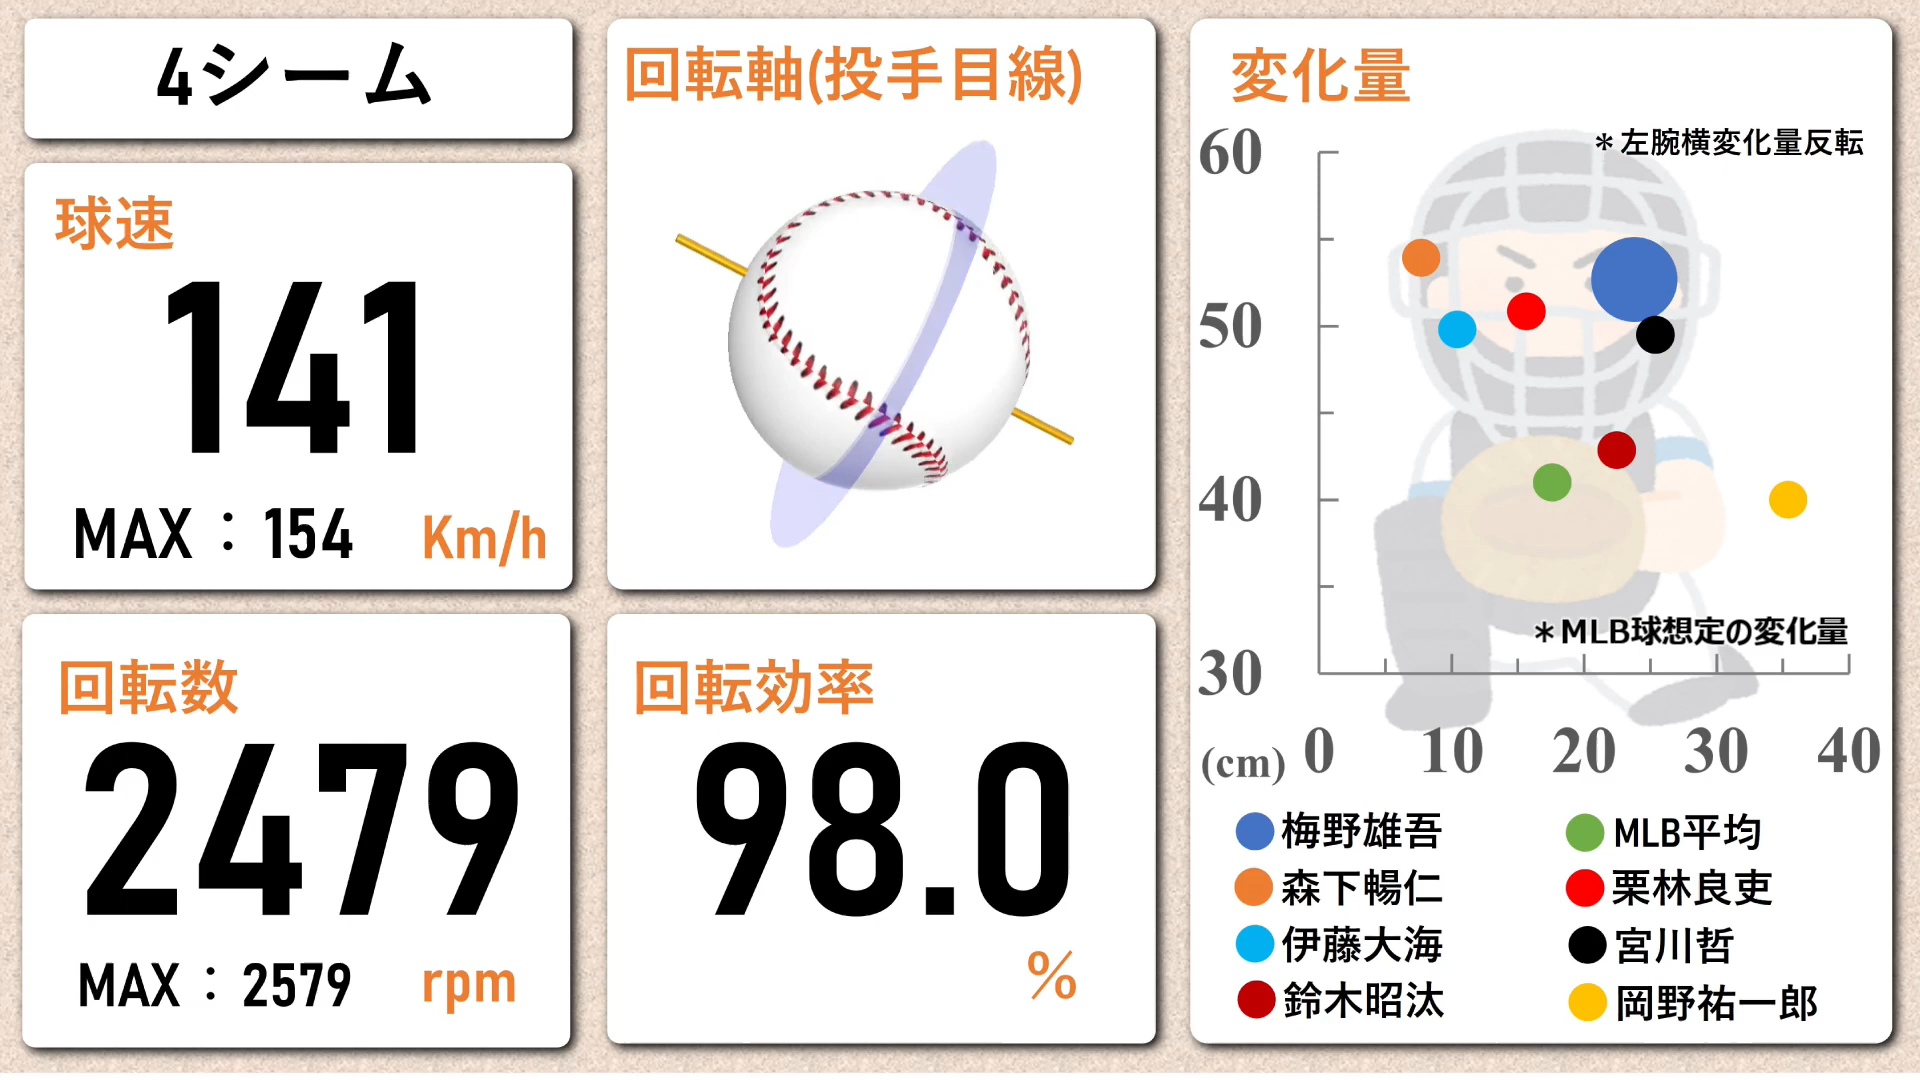 4シーム
球速
141
MAX：154 Km/h
回転数
2479
MAX：2579 rpm
回転軸(投手目線)
回転効率
98.0
%
変化量
＊左腕横変化量反転
60
50
40
30
＊MLB球想定の変化量
(cm) 0 10 20 30 40
梅野雄吾 MLB平均
森下暢仁 栗林良吏
伊藤大海 宮川哲
鈴木昭汰 岡野祐一郎